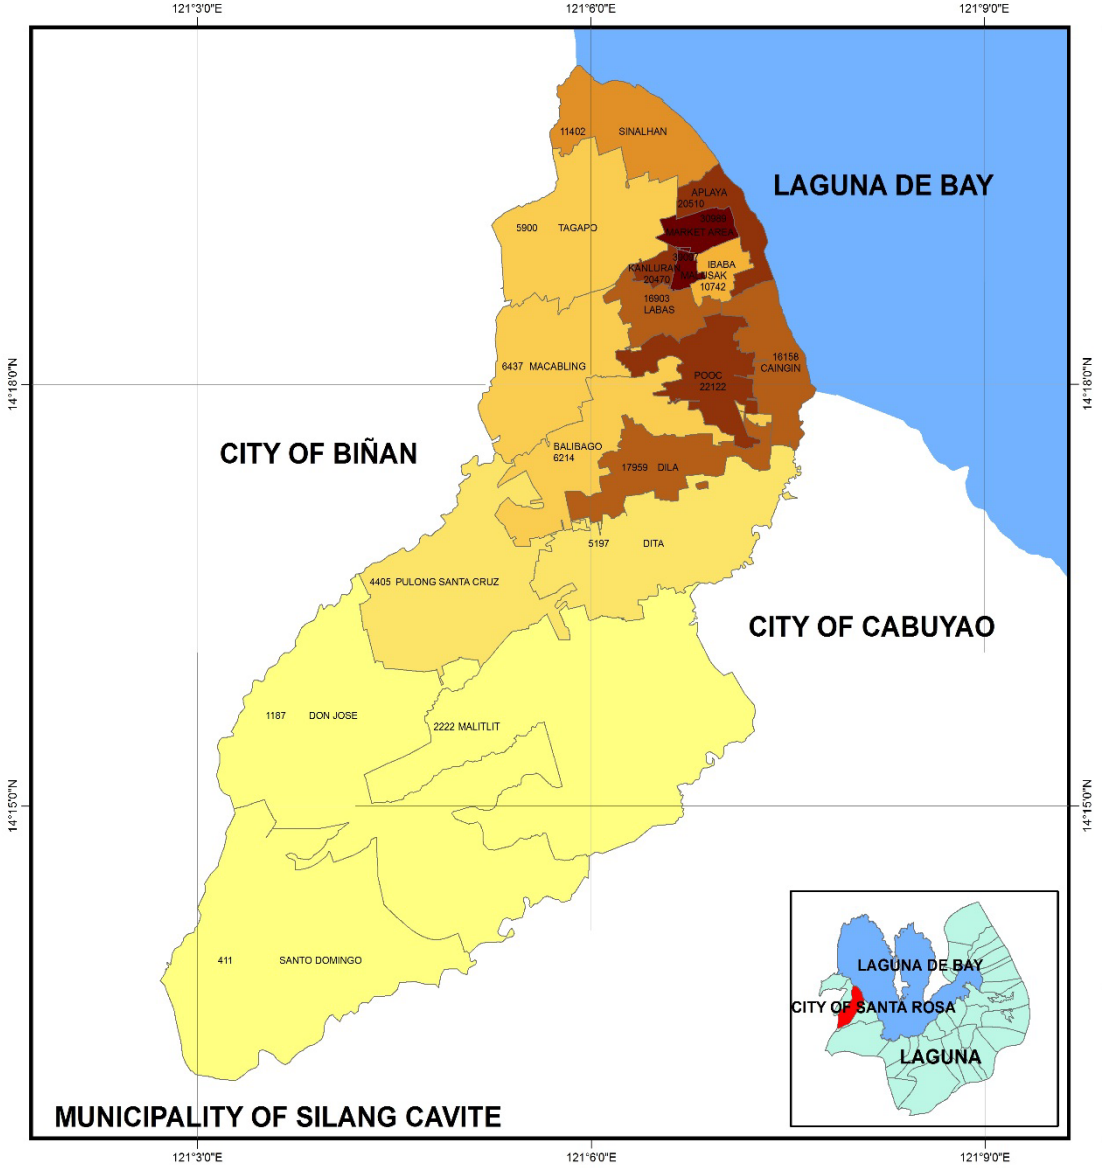 121°3'0"E 121°6'0"E 121°9'0"E
11402 SINALHAN
LAGUNA DE BAY
APLAYA
20510
30989
MARKET AREA
5900 TAGAPO
KANLURAN
20470
IBABA
10742
16903
LABAS
14°18'0"N
6437 MACABLING
16158
CAINGIN
POOC
22122
14°18'0"N
CITY OF BIÑAN
BALIBAGO
6214
17959 DILA
5197 DITA
4405 PULONG SANTA CRUZ
CITY OF CABUYAO
1187 DON JOSE
2222 MALITLIT
14°15'0"N
14°15'0"N
411 SANTO DOMINGO
LAGUNA DE BAY
CITY OF SANTA ROSA
LAGUNA
MUNICIPALITY OF SILANG CAVITE
121°3'0"E 121°6'0"E 121°9'0"E